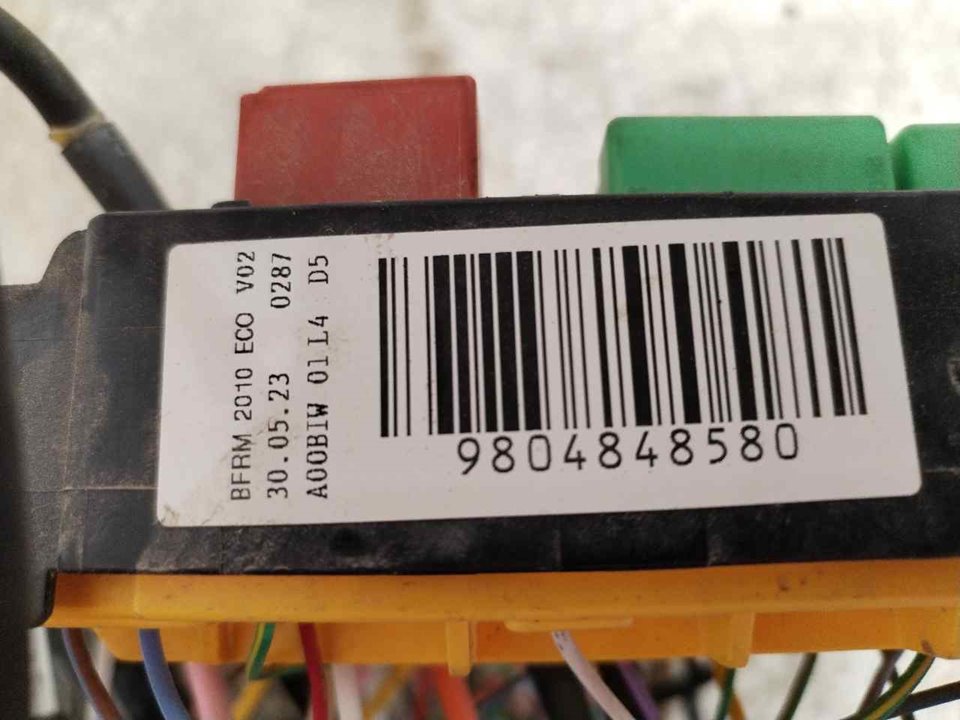 BFRM 2010 ECO V02
30.05.23 0287
A00BIW 01L4 D5
9804848580